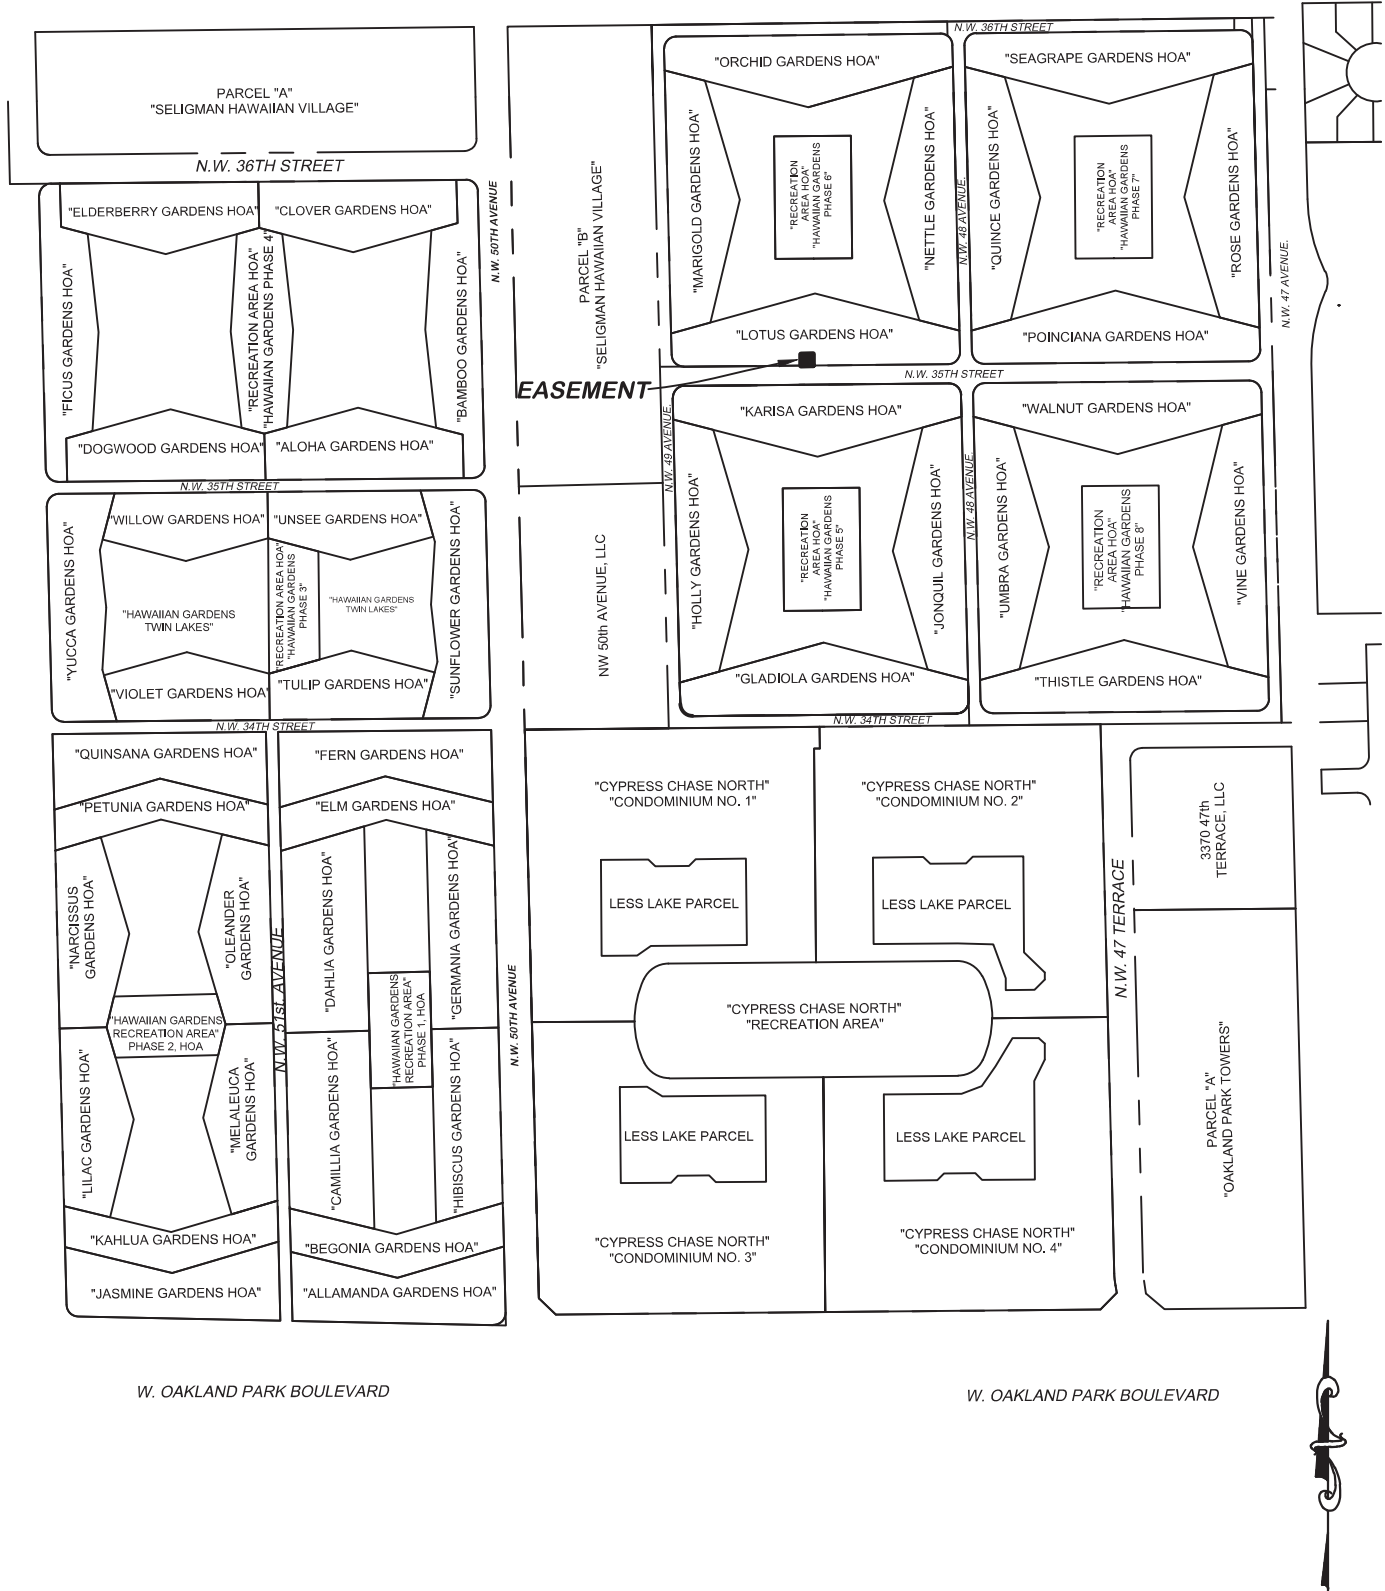 N.W. 36TH STREET
PARCEL "A"
"SELIGMAN HAWAIIAN VILLAGE"
N.W. 36TH STREET
"ELDERBERRY GARDENS HOA"
"CLOVER GARDENS HOA"
"FICUS GARDENS HOA"
"RECREATION AREA HOA"
"HAWAIIAN GARDENS PHASE 4"
"BAMBOO GARDENS HOA"
"DOGWOOD GARDENS HOA"
"ALOHA GARDENS HOA"
N.W. 35TH STREET
N.W. 50TH AVENUE
PARCEL "B"
"SELIGMAN HAWAIIAN VILLAGE"
"ORCHID GARDENS HOA"
"MARIGOLD GARDENS HOA"
"RECREATION
AREA HOA"
"HAWAIIAN GARDENS
PHASE 6"
"NETTLE GARDENS HOA"
"LOTUS GARDENS HOA"
N.W. 48 AVENUE.
"SEAGRAPE GARDENS HOA"
"QUINCE GARDENS HOA"
"RECREATION
AREA HOA"
"HAWAIIAN GARDENS
PHASE 7"
"ROSE GARDENS HOA"
"POINCIANA GARDENS HOA"
N.W. 47 AVENUE.
EASEMENT
N.W. 35TH STREET
"WILLOW GARDENS HOA"
"UNSEE GARDENS HOA"
"YUCCA GARDENS HOA"
"HAWAIIAN GARDENS
TWIN LAKES"
"RECREATION AREA HOA"
"HAWAIIAN GARDENS
PHASE 3"
"HAWAIIAN GARDENS
TWIN LAKES"
"SUNFLOWER GARDENS HOA"
"VIOLET GARDENS HOA"
"TULIP GARDENS HOA"
N.W. 34TH STREET
NW 50th AVENUE, LLC
N.W. 49 AVENUE.
"KARISA GARDENS HOA"
"HOLLY GARDENS HOA"
"RECREATION
AREA HOA"
"HAWAIIAN GARDENS
PHASE 5"
"JONQUIL GARDENS HOA"
"GLADIOLA GARDENS HOA"
N.W. 48 AVENUE.
"WALNUT GARDENS HOA"
"UMBRA GARDENS HOA"
"RECREATION
AREA HOA"
"HAWAIIAN GARDENS
PHASE 8"
"VINE GARDENS HOA"
"THISTLE GARDENS HOA"
N.W. 34TH STREET
"QUINSANA GARDENS HOA"
"PETUNIA GARDENS HOA"
"NARCISSUS
GARDENS HOA"
"OLEANDER
GARDENS HOA"
"HAWAIIAN GARDENS
RECREATION AREA"
PHASE 2, HOA
"LILAC GARDENS HOA"
"MELALEUCA
GARDENS HOA"
"KAHLUA GARDENS HOA"
"JASMINE GARDENS HOA"
N.W. 51st. AVENUE
"FERN GARDENS HOA"
"ELM GARDENS HOA"
"DAHLIA GARDENS HOA"
"GERMANIA GARDENS HOA"
"HAWAIIAN GARDENS
RECREATION AREA"
PHASE 1, HOA
"CAMILLIA GARDENS HOA"
"HIBISCUS GARDENS HOA"
"BEGONIA GARDENS HOA"
"ALLAMANDA GARDENS HOA"
N.W. 50TH AVENUE
"CYPRESS CHASE NORTH"
"CONDOMINIUM NO. 1"
"CYPRESS CHASE NORTH"
"CONDOMINIUM NO. 2"
LESS LAKE PARCEL
LESS LAKE PARCEL
"CYPRESS CHASE NORTH"
"RECREATION AREA"
LESS LAKE PARCEL
LESS LAKE PARCEL
"CYPRESS CHASE NORTH"
"CONDOMINIUM NO. 3"
"CYPRESS CHASE NORTH"
"CONDOMINIUM NO. 4"
N.W. 47 TERRACE
3370 47th
TERRACE, LLC
PARCEL "A"
"OAKLAND PARK TOWERS"
W. OAKLAND PARK BOULEVARD
W. OAKLAND PARK BOULEVARD